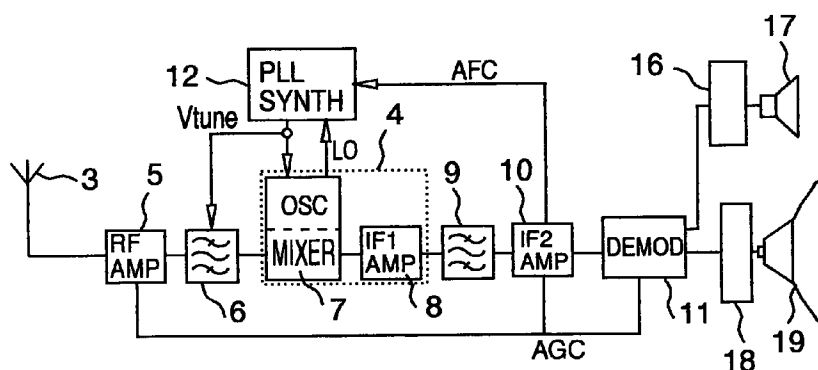 17
16
12
PLL
SYNTH
AFC
Vtune
4
LO
3
5
9
10
RF
AMP
OSC
MIXER
IF1
AMP
IF2
AMP
DEMOD
6
7
8
11
18
19
AGC